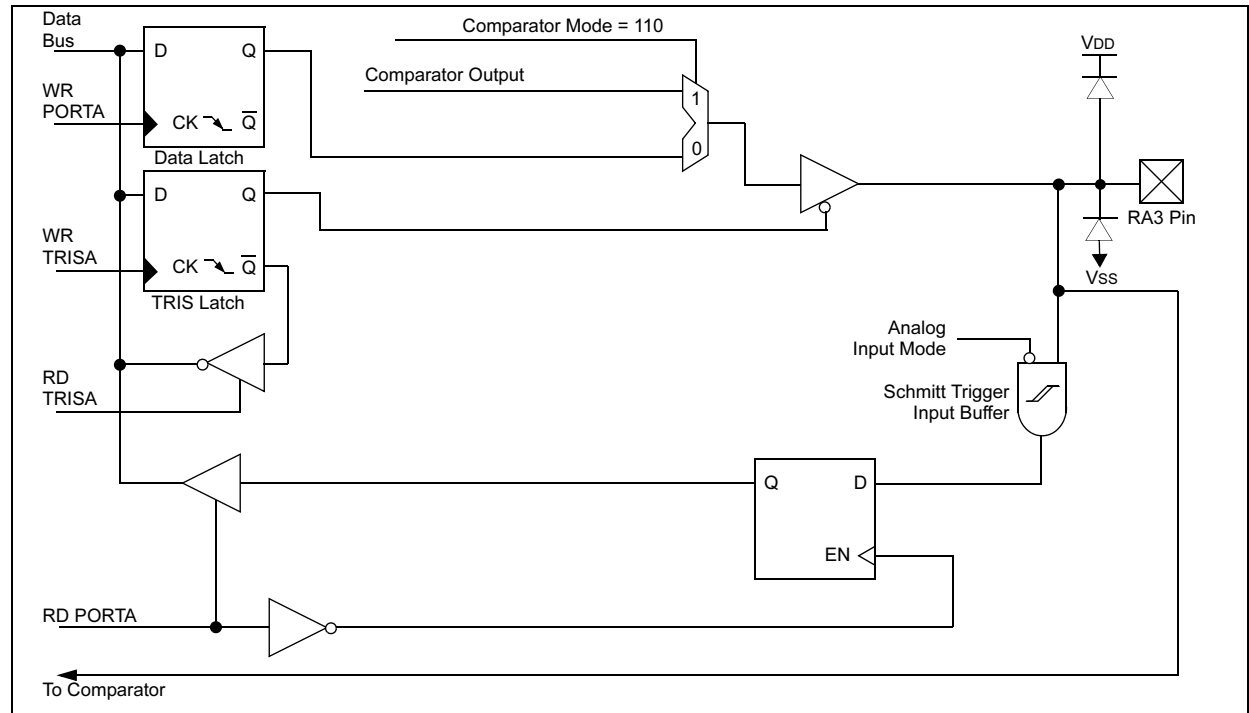 Data
Bus
D
Q
WR
PORTA
CK
Q
Data Latch
Comparator Mode = 110
Comparator Output
1
0
VDD
RA3 Pin
VSS
D
Q
WR
TRISA
CK
Q
TRIS Latch
RD
TRISA
Analog
Input Mode
Schmitt Trigger
Input Buffer
Q
D
EN
RD PORTA
To Comparator